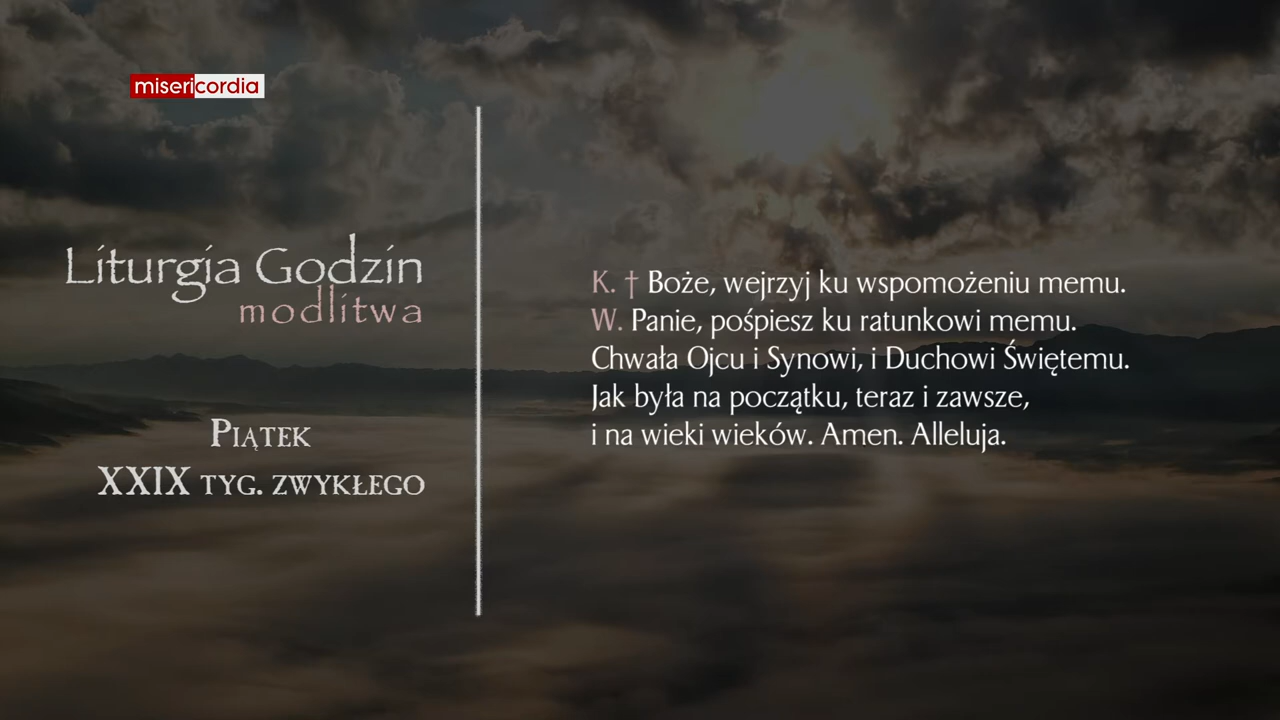 misericordia
Liturgia Godzin
modlitwa
Piątek
XXIX tyg. zwykłego
K. † Boże, wejrzyj ku wspomożeniu memu.
W. Panie, pośpiesz ku ratunkowi memu.
Chwała Ojcu i Synowi, i Duchowi Świętemu.
Jak była na początku, teraz i zawsze,
i na wieki wieków. Amen. Alleluja.